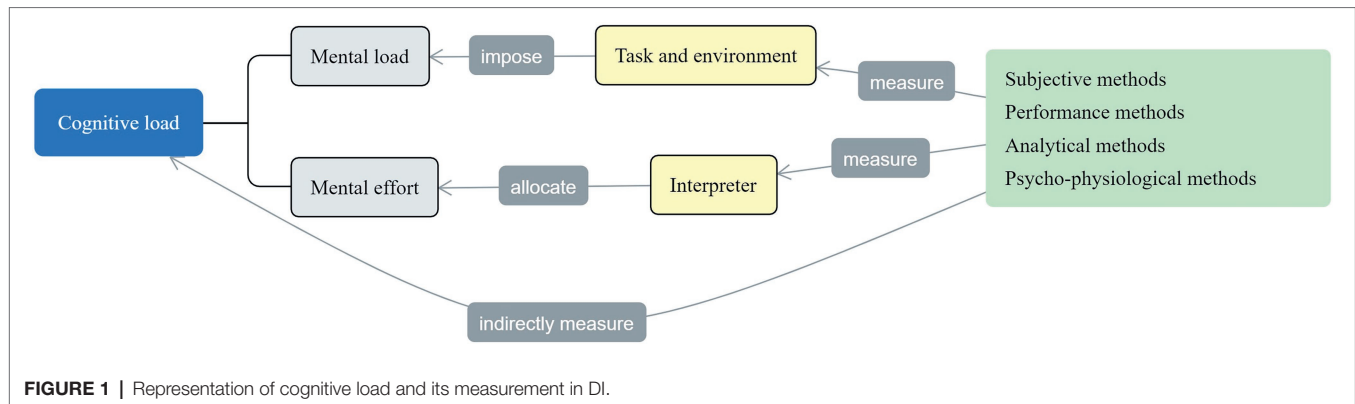 Mental load
impose
Task and environment
measure
Subjective methods
Performance methods
Analytical methods
Psycho-physiological methods
Cognitive load
Mental effort
allocate
Interpreter
measure
indirectly measure
FIGURE 1 | Representation of cognitive load and its measurement in DI.